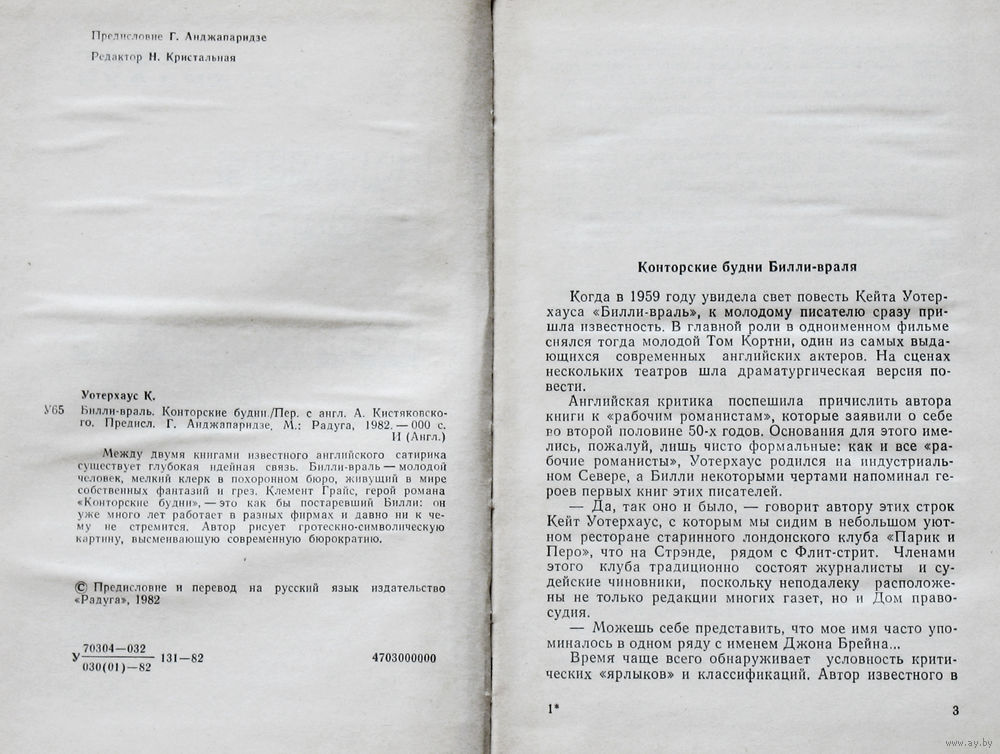 Предисловие Г. Анджапаридзе
Редактор Н. Кристальная
Уотерхаус К.
У65 Билли-враль. Конторские будни./Пер. с англ. А. Кистяковско-
го. Предисл. Г. Анджапаридзе, М.: Радуга, 1982. — 000 с.
И (Англ.)
Между двумя книгами известного английского сатирика
существует глубокая идейная связь. Билли-враль — молодой
человек, мелкий клерк в похоронном бюро, живущий в мире
собственных фантазий и грез. Клемент Грайс, герой романа
«Конторские будни», — это как бы постаревший Билли: он
уже много лет работает в разных фирмах и давно ни к че-
му не стремится. Автор рисует гротескно-символическую
картину, высмеивающую современную бюрократию.
© Предисловие и перевод на русский язык издательство
«Радуга», 1982
У 70304—032
030(01)—82 131—82 4703000000
Конторские будни Билли-враля
Когда в 1959 году увидела свет повесть Кейта Уотер-
хауса «Билли-враль», к молодому писателю сразу при-
шла известность. В главной роли в одноименном фильме
снялся тогда молодой Том Кортни, один из самых выда-
ющихся современных английских актеров. На сценах
нескольких театров шла драматургическая версия по-
вести.
Английская критика поспешила причислить автора
книги к «рабочим романистам», которые заявили о себе
во второй половине 50-х годов. Основания для этого име-
лись, пожалуй, лишь чисто формальные: как и все «ра-
бочие романисты», Уотерхаус родился на индустриаль-
ном Севере, а Билли некоторыми чертами напоминал ге-
роев первых книг этих писателей.
— Да, так оно и было, — говорит автору этих строк
Кейт Уотерхаус, с которым мы сидим в небольшом уют-
ном ресторане старинного лондонского клуба «Парик и
Перо», что на Стрэнде, рядом с Флит-стрит. Членами
этого клуба традиционно состоят журналисты и су-
дейские чиновники, поскольку неподалеку расположе-
ны не только редакции многих газет, но и Дом право-
судия.
— Можешь себе представить, что мое имя часто упо-
миналось в одном ряду с именем Джона Брейна...
Время чаще всего обнаруживает условность крити-
ческих «ярлыков» и классификаций. Автор известного в
1*
3
www.ay.by